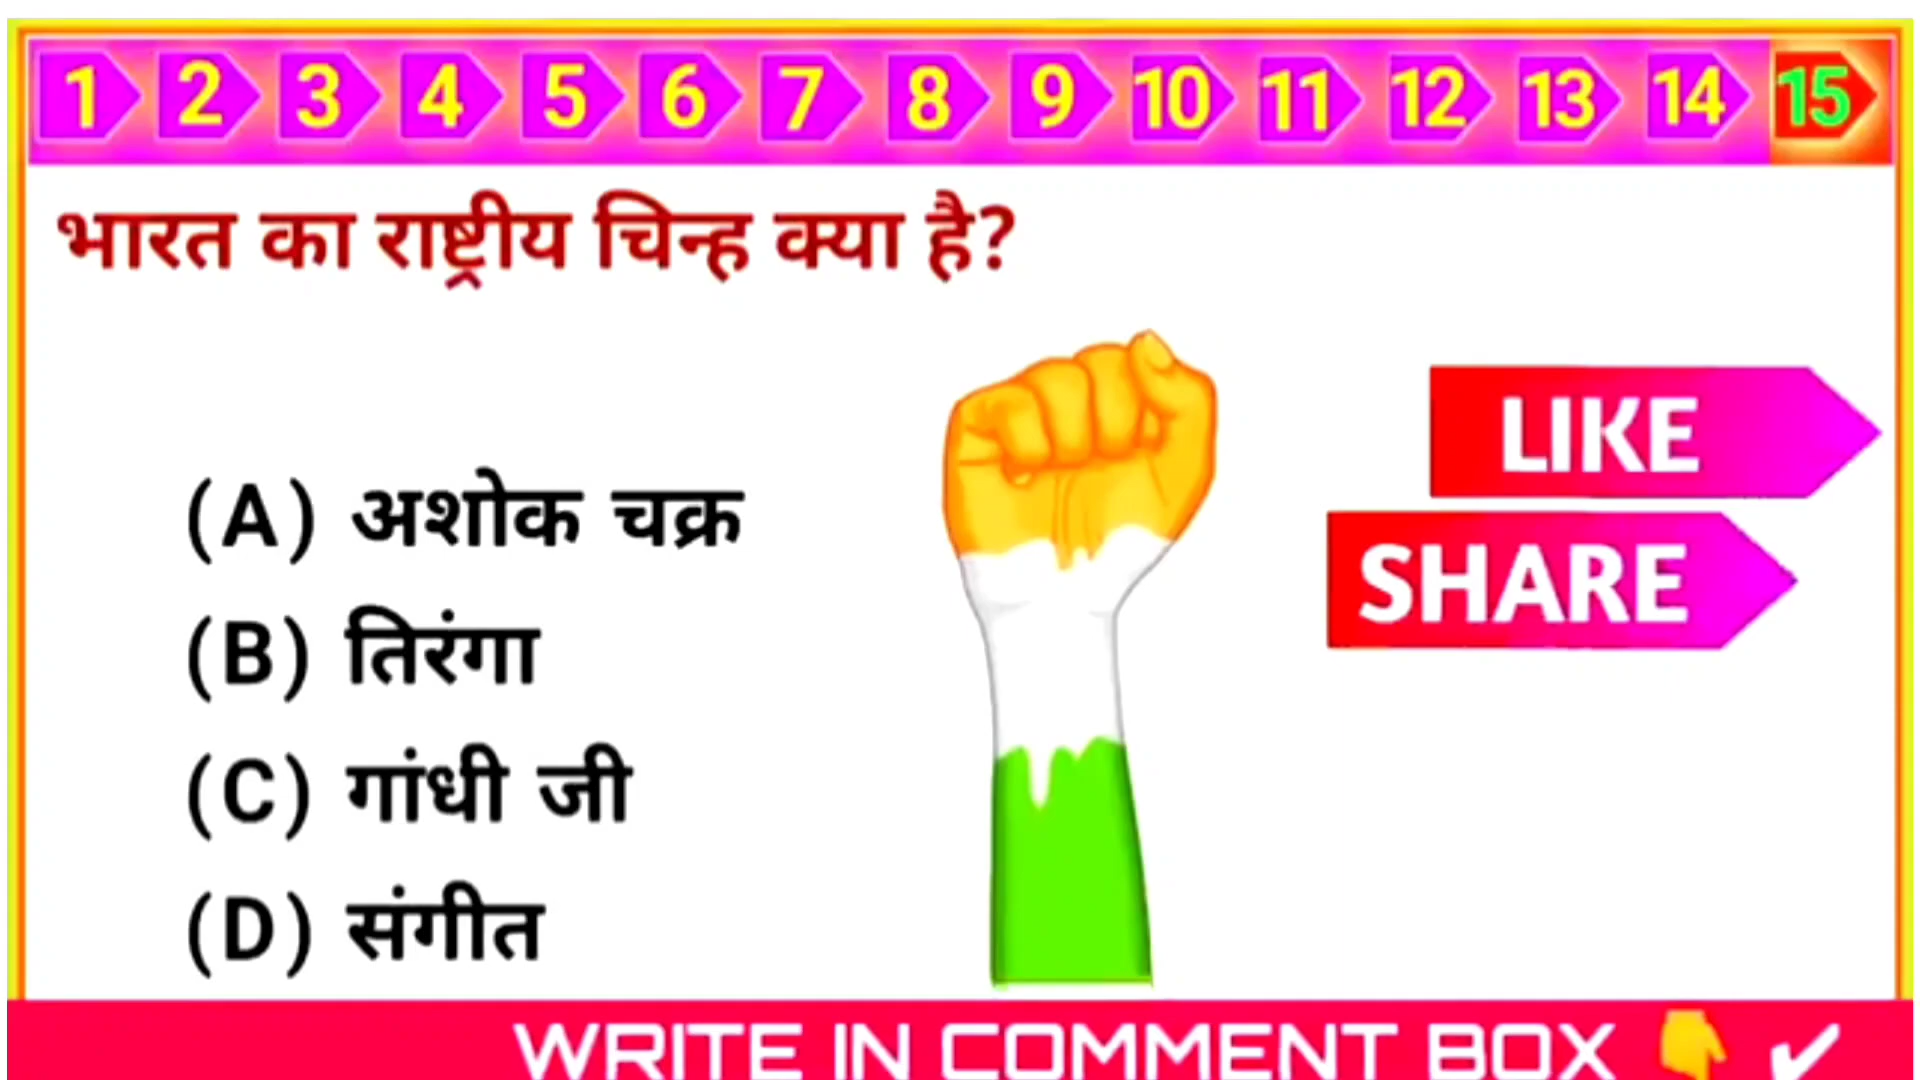 1 2 3 4 5 6 7 8 9 10 11 12 13 14 15
भारत का राष्ट्रीय चिन्ह क्या है?
(A) अशोक चक्र
(B) तिरंगा
(C) गांधी जी
(D) संगीत
LIKE
SHARE
WRITE IN COMMENT BOX 👇 ✔